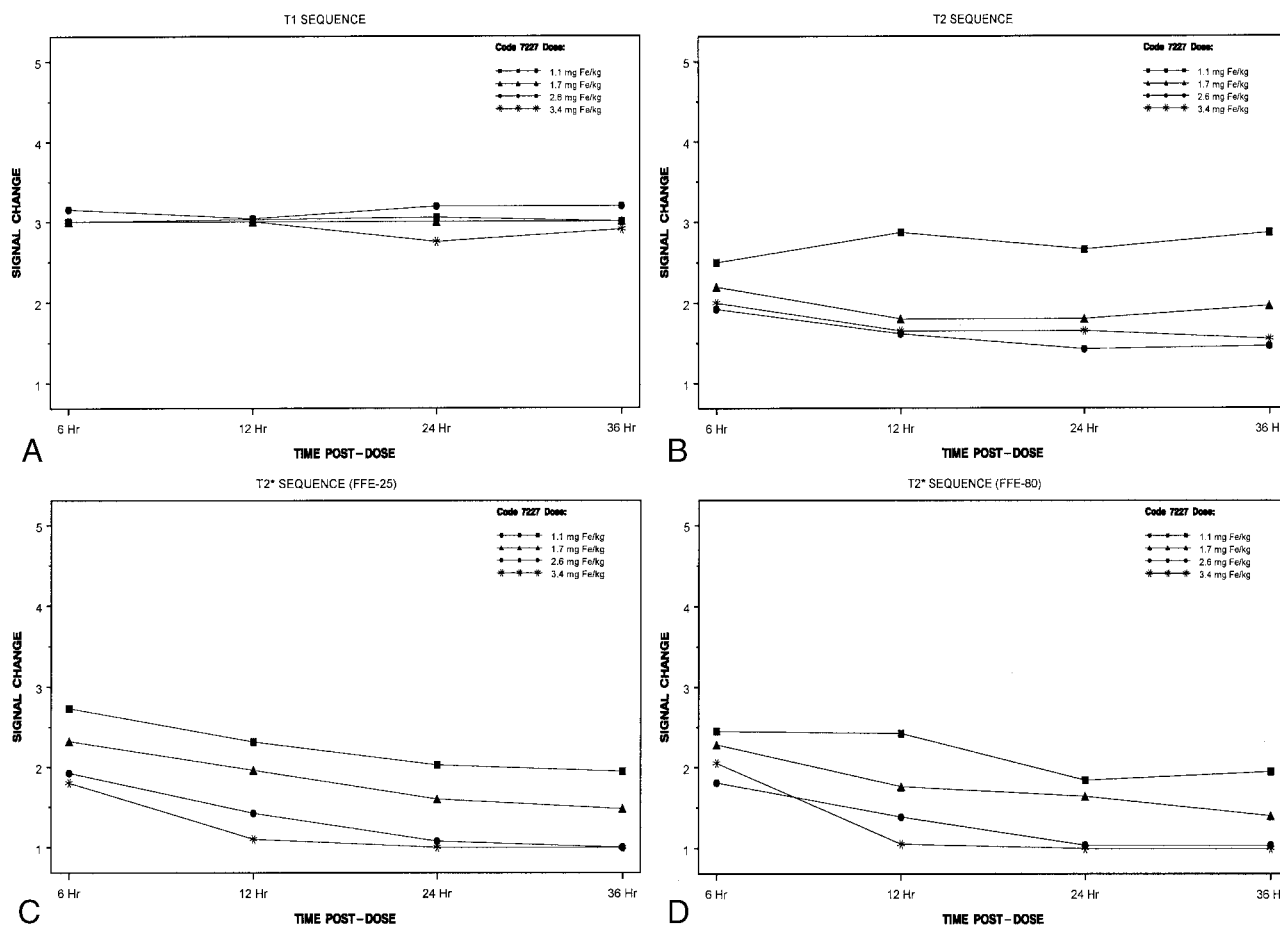 T1 SEQUENCE
Code 7227 Dose:
1.1 mg Fe/kg
1.7 mg Fe/kg
2.6 mg Fe/kg
3.4 mg Fe/kg
SIGNAL CHANGE
5
4
3
2
1
6 Hr 12 Hr 24 Hr 36 Hr
TIME POST-DOSE
A
T2 SEQUENCE
Code 7227 Dose:
1.1 mg Fe/kg
1.7 mg Fe/kg
2.6 mg Fe/kg
3.4 mg Fe/kg
SIGNAL CHANGE
5
4
3
2
1
6 Hr 12 Hr 24 Hr 36 H
TIME POST-DOSE
B
T2* SEQUENCE (FFE-25)
Code 7227 Dose:
1.1 mg Fe/kg
1.7 mg Fe/kg
2.6 mg Fe/kg
3.4 mg Fe/kg
SIGNAL CHANGE
5
4
3
2
1
6 Hr 12 Hr 24 Hr 36 Hr
TIME POST-DOSE
C
T2* SEQUENCE (FFE-80)
Code 7227 Dose:
1.1 mg Fe/kg
1.7 mg Fe/kg
2.6 mg Fe/kg
3.4 mg Fe/kg
SIGNAL CHANGE
5
4
3
2
1
6 Hr 12 Hr 24 Hr 36 H
TIME POST-DOSE
D